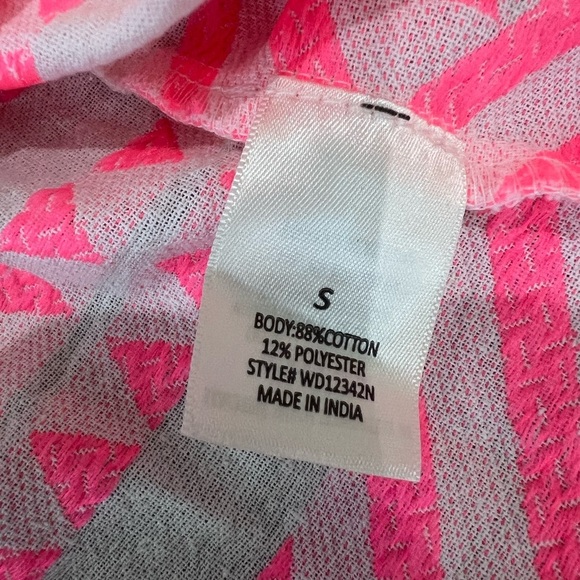 S
BODY:88%COTTON
12% POLYESTER
STYLE# WD12342N
MADE IN INDIA